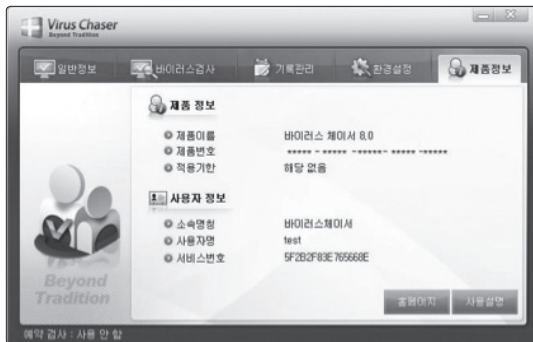 Virus Chaser
Beyond Tradition
일반정보 바이러스검사 기록관리 환경설정 제품정보
제품 정보
제품이름 바이러스 체이서 8.0
제품번호 ***** - ***** -*****- ***** -*****
적용기한 해당 없음
사용자 정보
소속명칭 바이러스체이서
사용자명 test
서비스번호 5F2B2F83E765668E
Beyond
Tradition
홈페이지 사용설명
예약 검사 : 사용 안 함